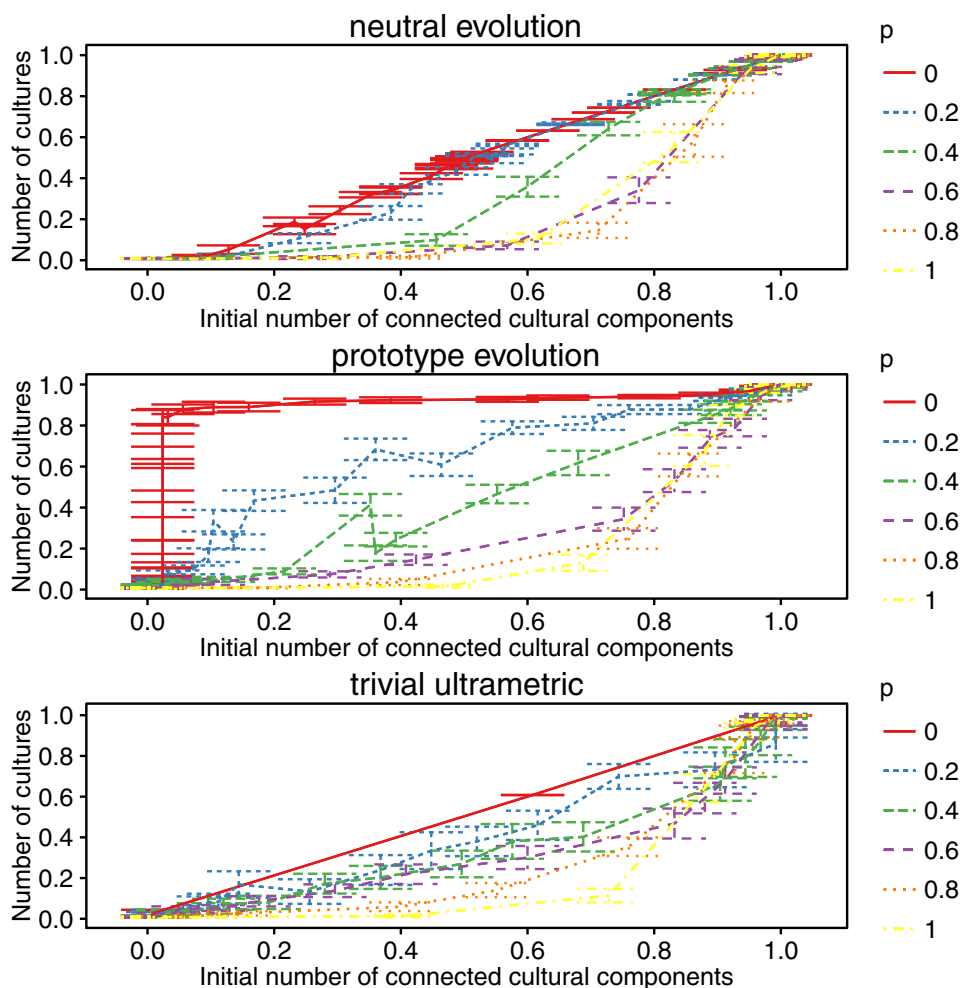 neutral evolution
Number of cultures
1.0
0.8
0.6
0.4
0.2
0.0
0.0 0.2 0.4 0.6 0.8 1.0
Initial number of connected cultural components
p
0
0.2
0.4
0.6
0.8
1
prototype evolution
Number of cultures
1.0
0.8
0.6
0.4
0.2
0.0
0.0 0.2 0.4 0.6 0.8 1.0
Initial number of connected cultural components
p
0
0.2
0.4
0.6
0.8
1
trivial ultrametric
Number of cultures
1.0
0.8
0.6
0.4
0.2
0.0
0.0 0.2 0.4 0.6 0.8 1.0
Initial number of connected cultural components
p
0
0.2
0.4
0.6
0.8
1